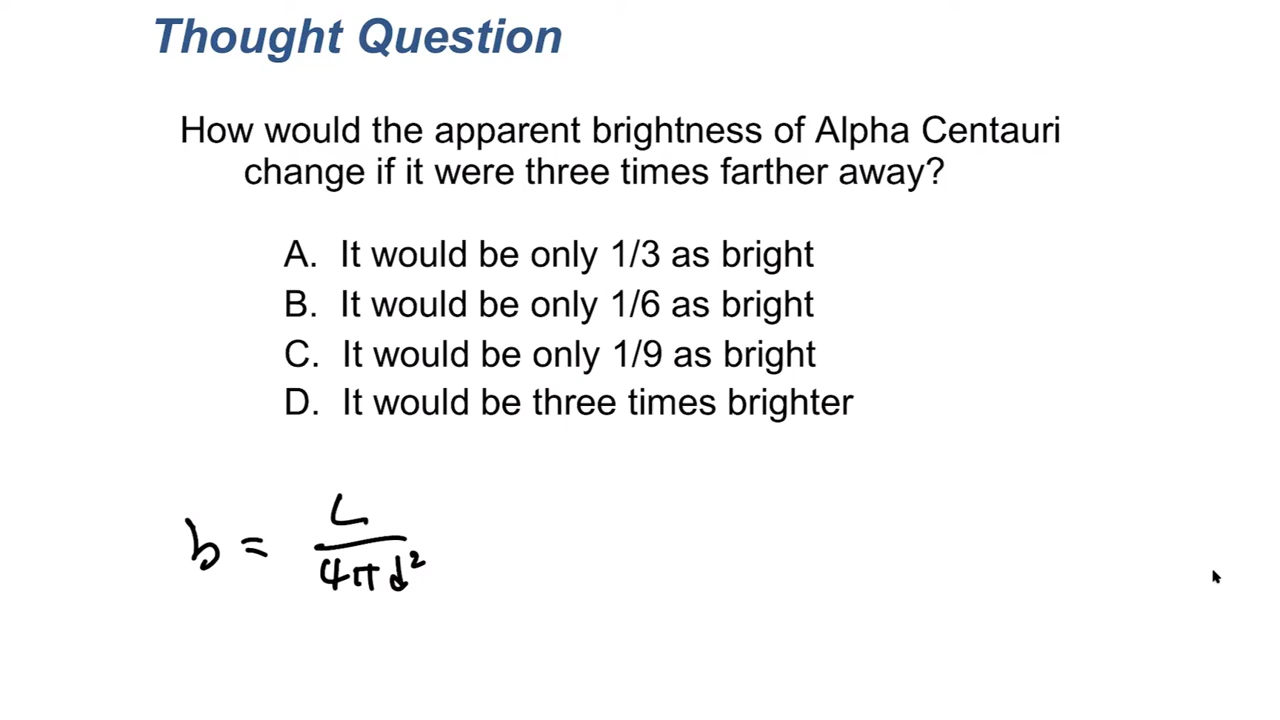 Thought Question
How would the apparent brightness of Alpha Centauri
change if it were three times farther away?
A. It would be only 1/3 as bright
B. It would be only 1/6 as bright
C. It would be only 1/9 as bright
D. It would be three times brighter
b = L / 4πd²